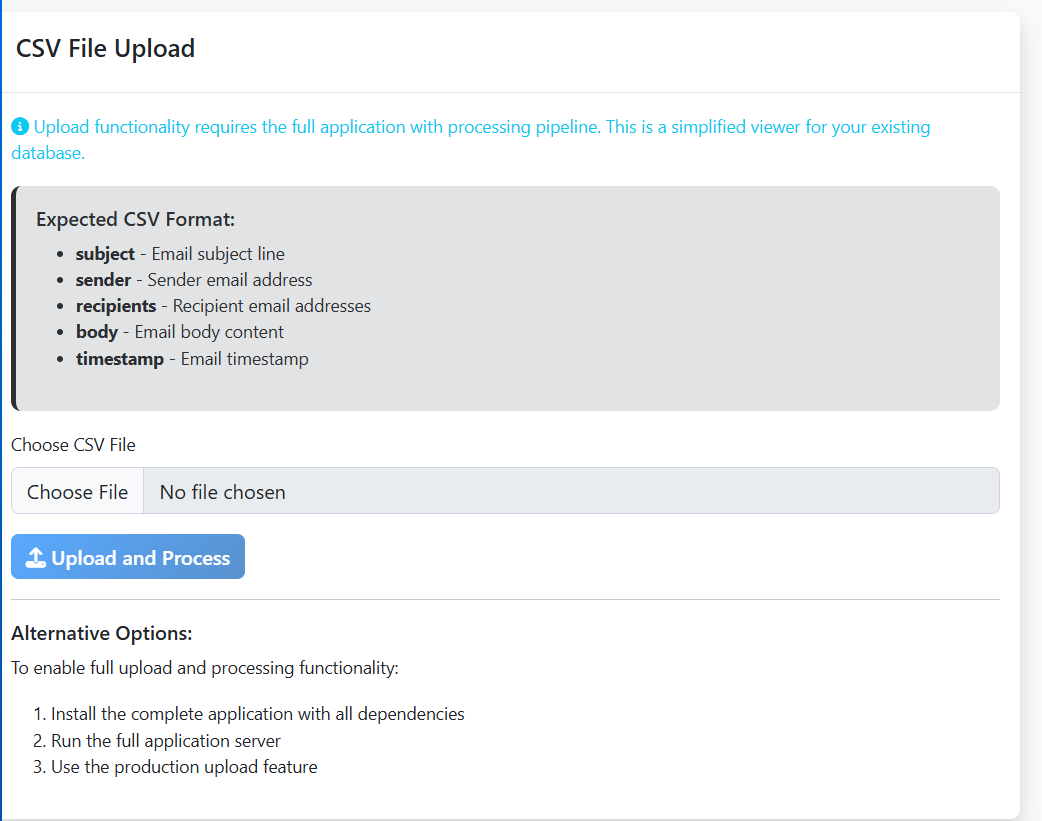 CSV File Upload
Upload functionality requires the full application with processing pipeline. This is a simplified viewer for your existing
database.
Expected CSV Format:
• subject - Email subject line
• sender - Sender email address
• recipients - Recipient email addresses
• body - Email body content
• timestamp - Email timestamp
Choose CSV File
Choose File No file chosen
Upload and Process
Alternative Options:
To enable full upload and processing functionality:
1. Install the complete application with all dependencies
2. Run the full application server
3. Use the production upload feature